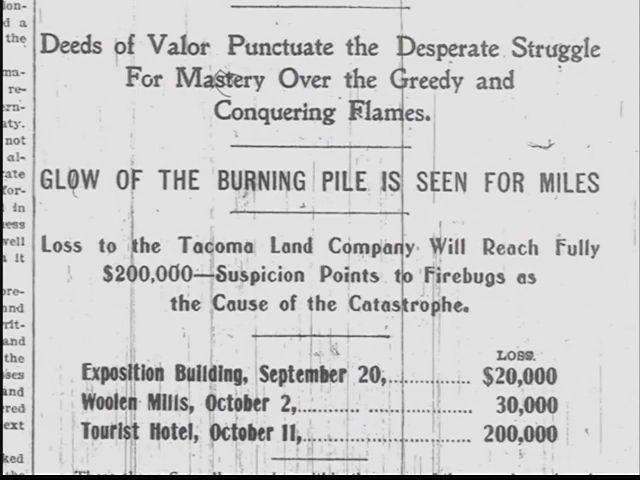 Deeds of Valor Punctuate the Desperate Struggle
For Mastery Over the Greedy and
Conquering Flames.
GLOW OF THE BURNING PILE IS SEEN FOR MILES
Loss to the Tacoma Land Company Will Reach Fully
$200,000—Suspicion Points to Firebugs as
the Cause of the Catastrophe.
LOSS.
Exposition Building, September 20,.............. $20,000
Woolen Mills, October 2,.......... .................. 30,000
Tourist Hotel, October 11,............................ 200,000